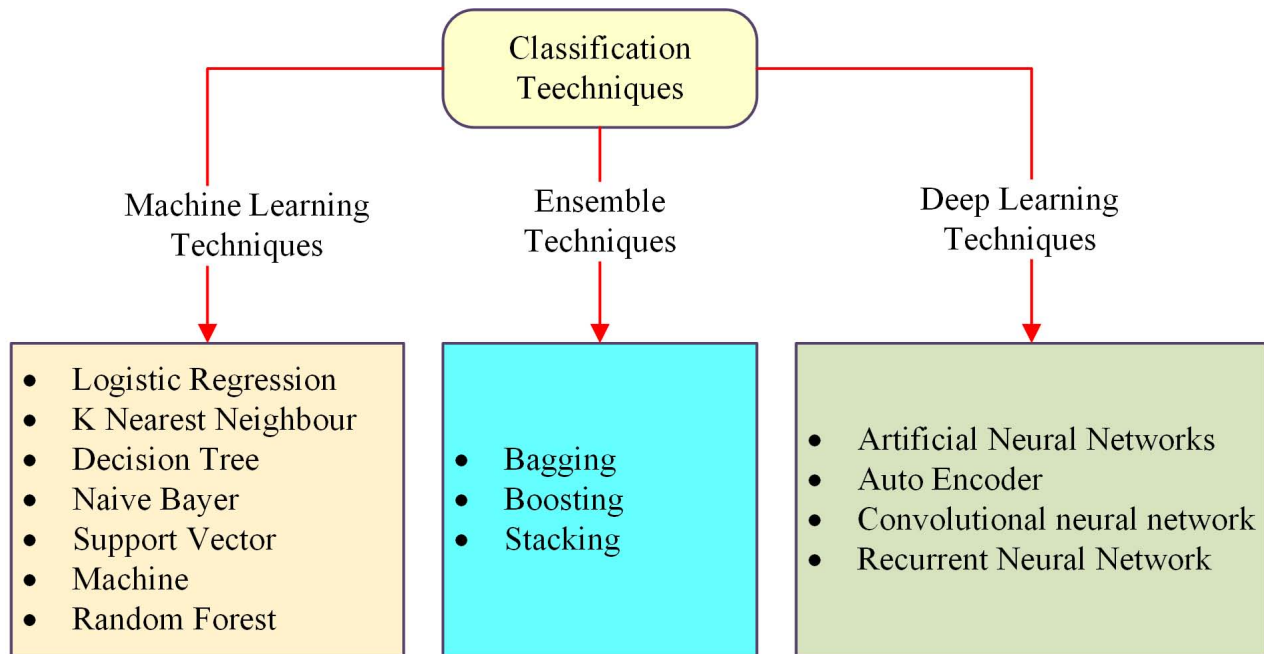 Classification
Teechniques
Machine Learning
Techniques
Ensemble
Techniques
Deep Learning
Techniques
• Logistic Regression
• K Nearest Neighbour
• Decision Tree
• Naive Bayer
• Support Vector
• Machine
• Random Forest
• Bagging
• Boosting
• Stacking
• Artificial Neural Networks
• Auto Encoder
• Convolutional neural network
• Recurrent Neural Network